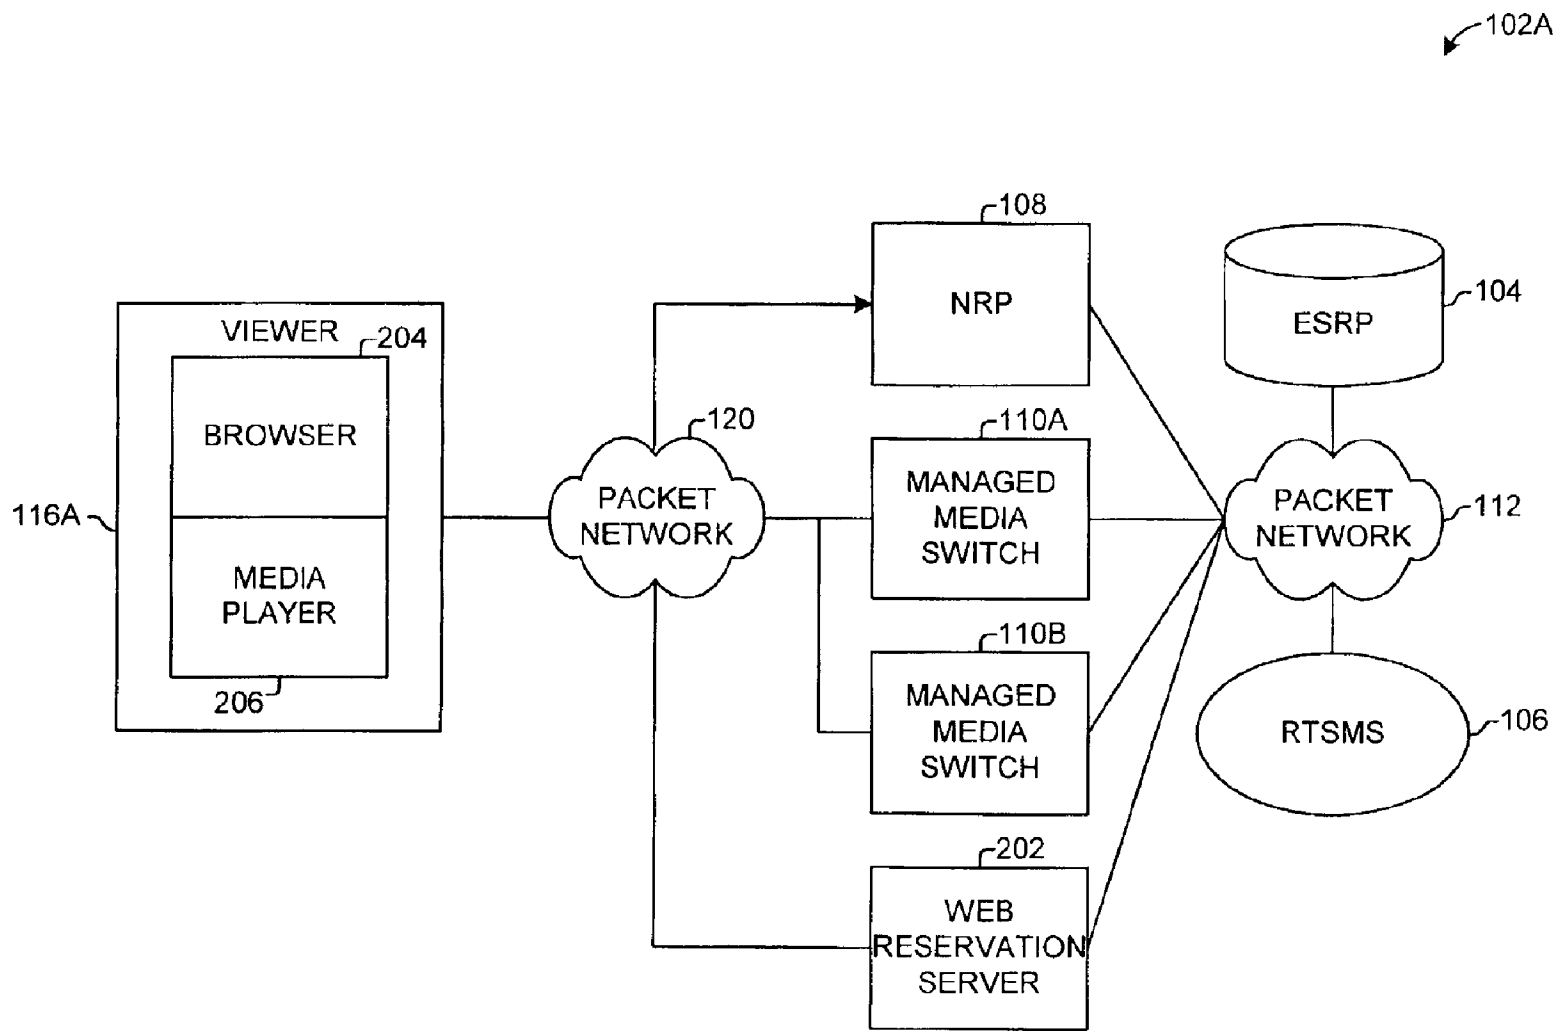 102A
108
NRP
104
ESRP
VIEWER
204
BROWSER
116A
MEDIA
PLAYER
206
120
PACKET
NETWORK
110A
MANAGED
MEDIA
SWITCH
PACKET
NETWORK
112
110B
MANAGED
MEDIA
SWITCH
RTSMS
106
202
WEB
RESERVATION
SERVER